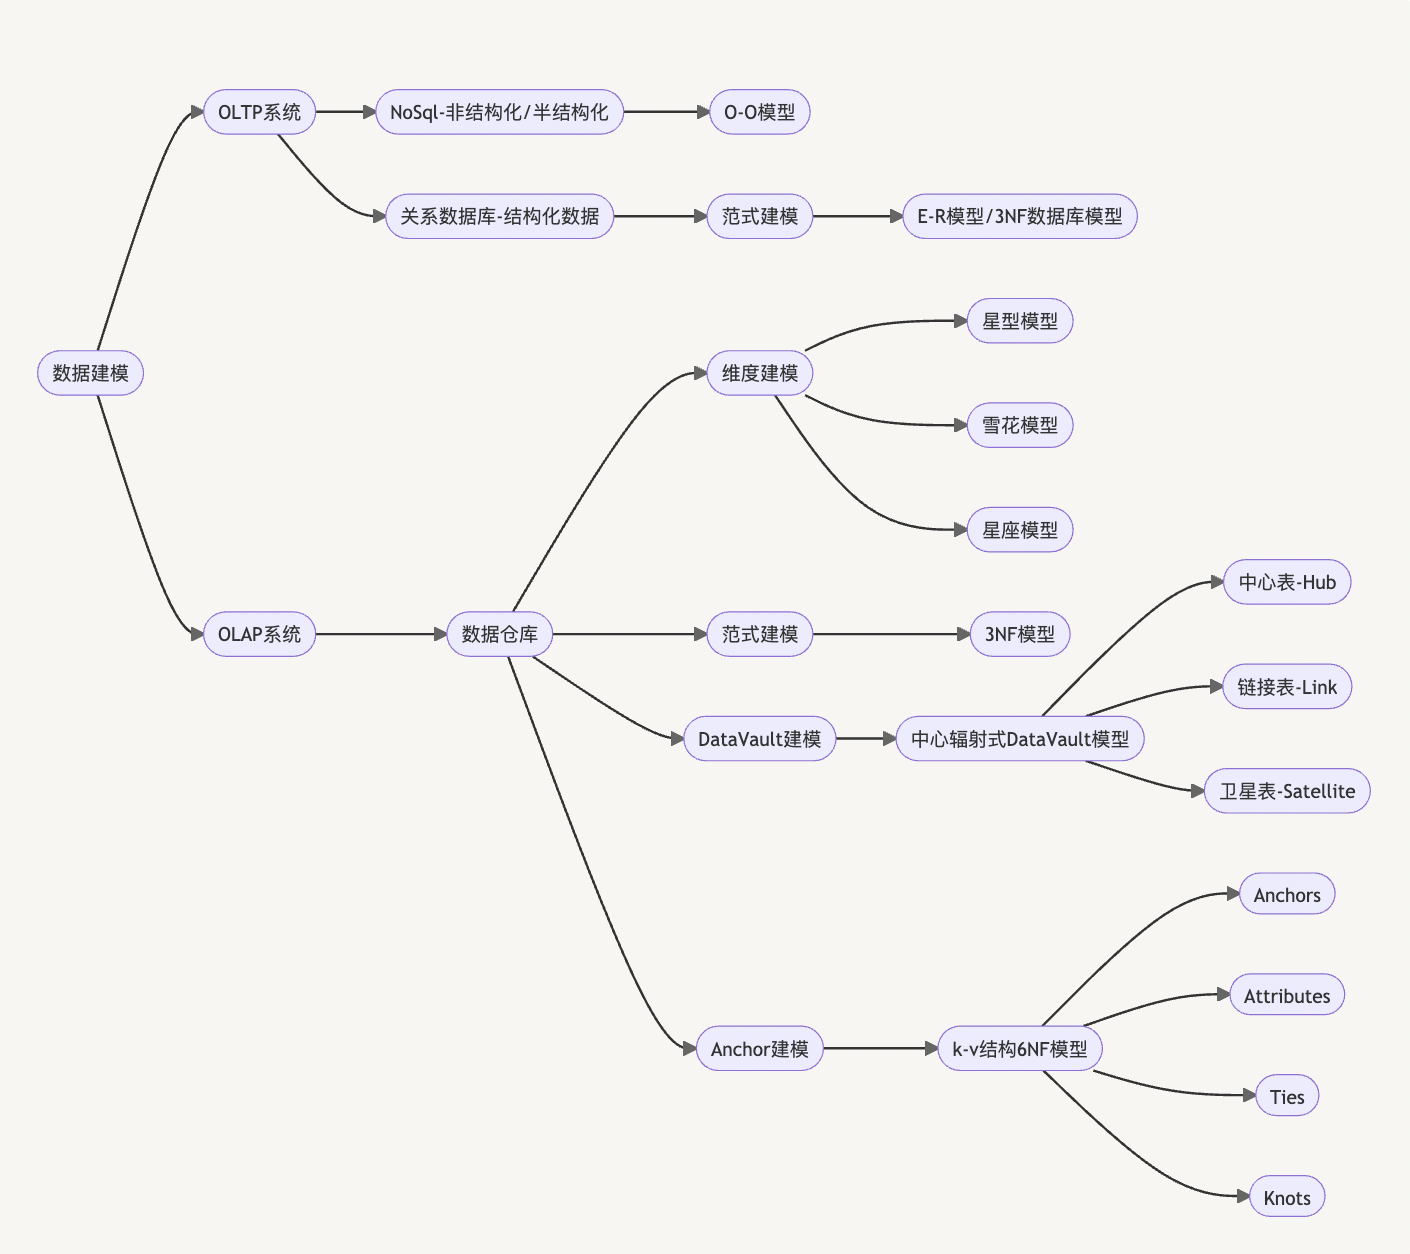 OLTP系统
NoSql-非结构化/半结构化
O-O模型
关系数据库-结构化数据
范式建模
E-R模型/3NF数据库模型
星型模型
数据建模
维度建模
雪花模型
星座模型
中心表-Hub
OLAP系统
数据仓库
范式建模
3NF模型
链接表-Link
DataVault建模
中心辐射式DataVault模型
卫星表-Satellite
Anchors
Attributes
Anchor建模
k-v结构6NF模型
Ties
Knots